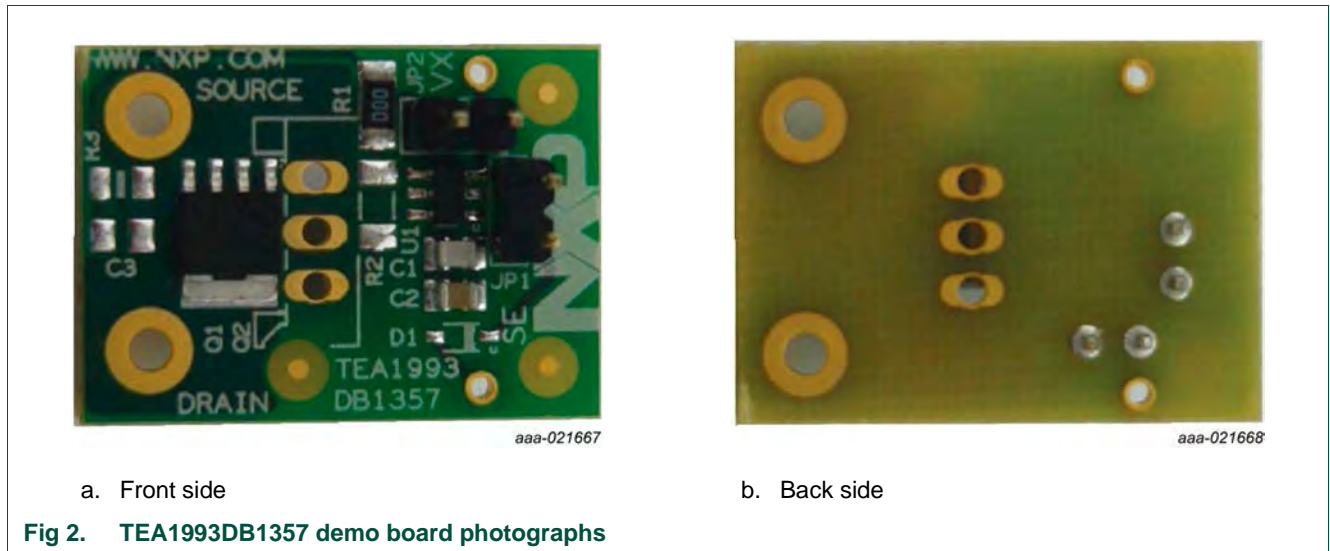 WWW.NXP.COM
SOURCE
R1
JP2
VX
R3
C3
U1
R2
C1
C2
JP1
SE
D1
Q1
Q2
NXP
TEA1993
DRAIN
DB1357
000
aaa-021667
aaa-021668
a. Front side
b. Back side
Fig 2. TEA1993DB1357 demo board photographs